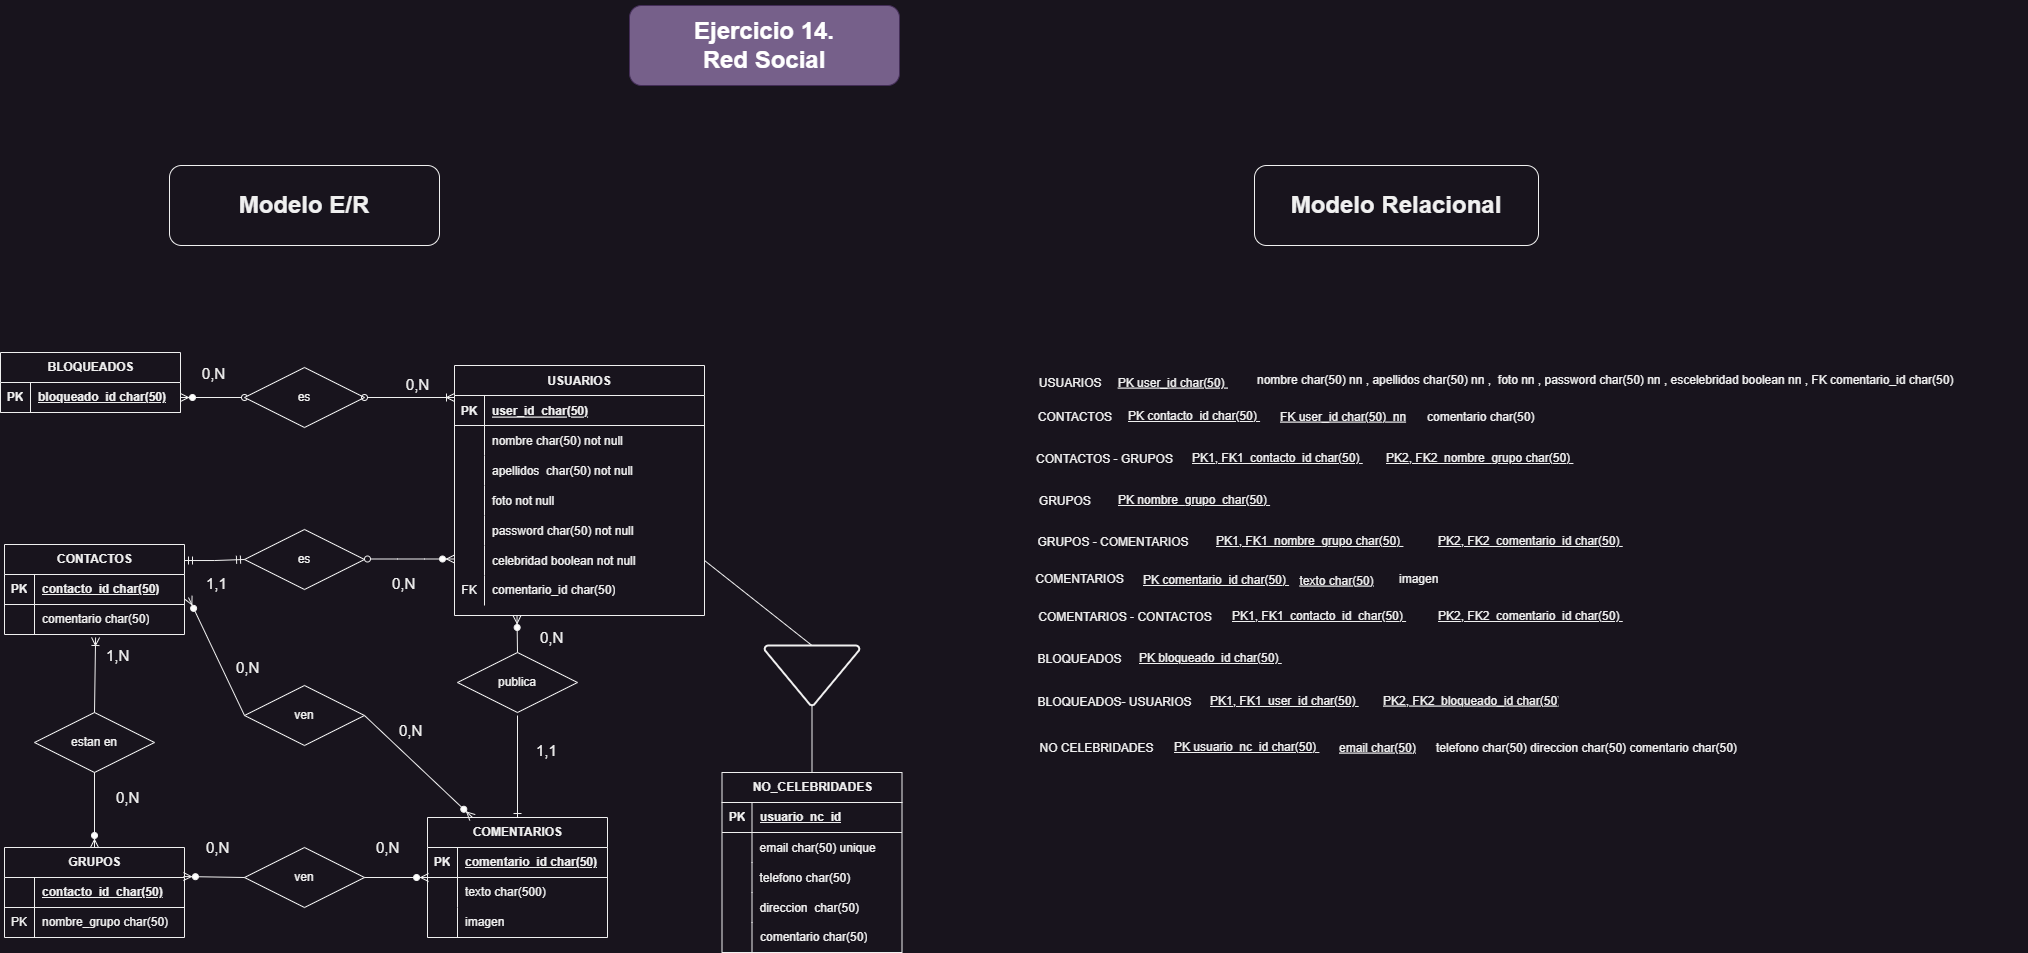 Ejercicio 14.
Red Social
Modelo E/R
Modelo Relacional
BLOQUEADOS
PK bloqueado_id char(50)
0,N
es
0,N
USUARIOS
PK user_id char(50)
nombre char(50) not null
apellidos char(50) not null
foto not null
password char(50) not null
celebridad boolean not null
FK comentario_id char(50)
CONTACTOS
PK contacto_id char(50)
comentario char(50)
1,1
es
0,N
1,N
0,N
ven
0,N
0,N
publica
1,1
estan en
0,N
GRUPOS
contacto_id char(50)
PK nombre_grupo char(50)
0,N
ven
0,N
COMENTARIOS
PK comentario_id char(50)
texto char(500)
imagen
NO_CELEBRIDADES
PK usuario_nc_id
email char(50) unique
telefono char(50)
direccion char(50)
comentario char(50)
USUARIOS PK user_id char(50) nombre char(50) nn , apellidos char(50) nn , foto nn , password char(50) nn , escelebridad boolean nn , FK comentario_id char(50)
CONTACTOS PK contacto_id char(50) FK user_id char(50) nn comentario char(50)
CONTACTOS - GRUPOS PK1, FK1 contacto_id char(50) PK2, FK2 nombre_grupo char(50)
GRUPOS PK nombre_grupo char(50)
GRUPOS - COMENTARIOS PK1, FK1 nombre_grupo char(50) PK2, FK2 comentario_id char(50)
COMENTARIOS PK comentario_id char(50) texto char(50) imagen
COMENTARIOS - CONTACTOS PK1, FK1 contacto_id char(50) PK2, FK2 comentario_id char(50)
BLOQUEADOS PK bloqueado_id char(50)
BLOQUEADOS- USUARIOS PK1, FK1 user_id char(50) PK2, FK2 bloqueado_id char(50)
NO CELEBRIDADES PK usuario_nc_id char(50) email char(50) telefono char(50) direccion char(50) comentario char(50)